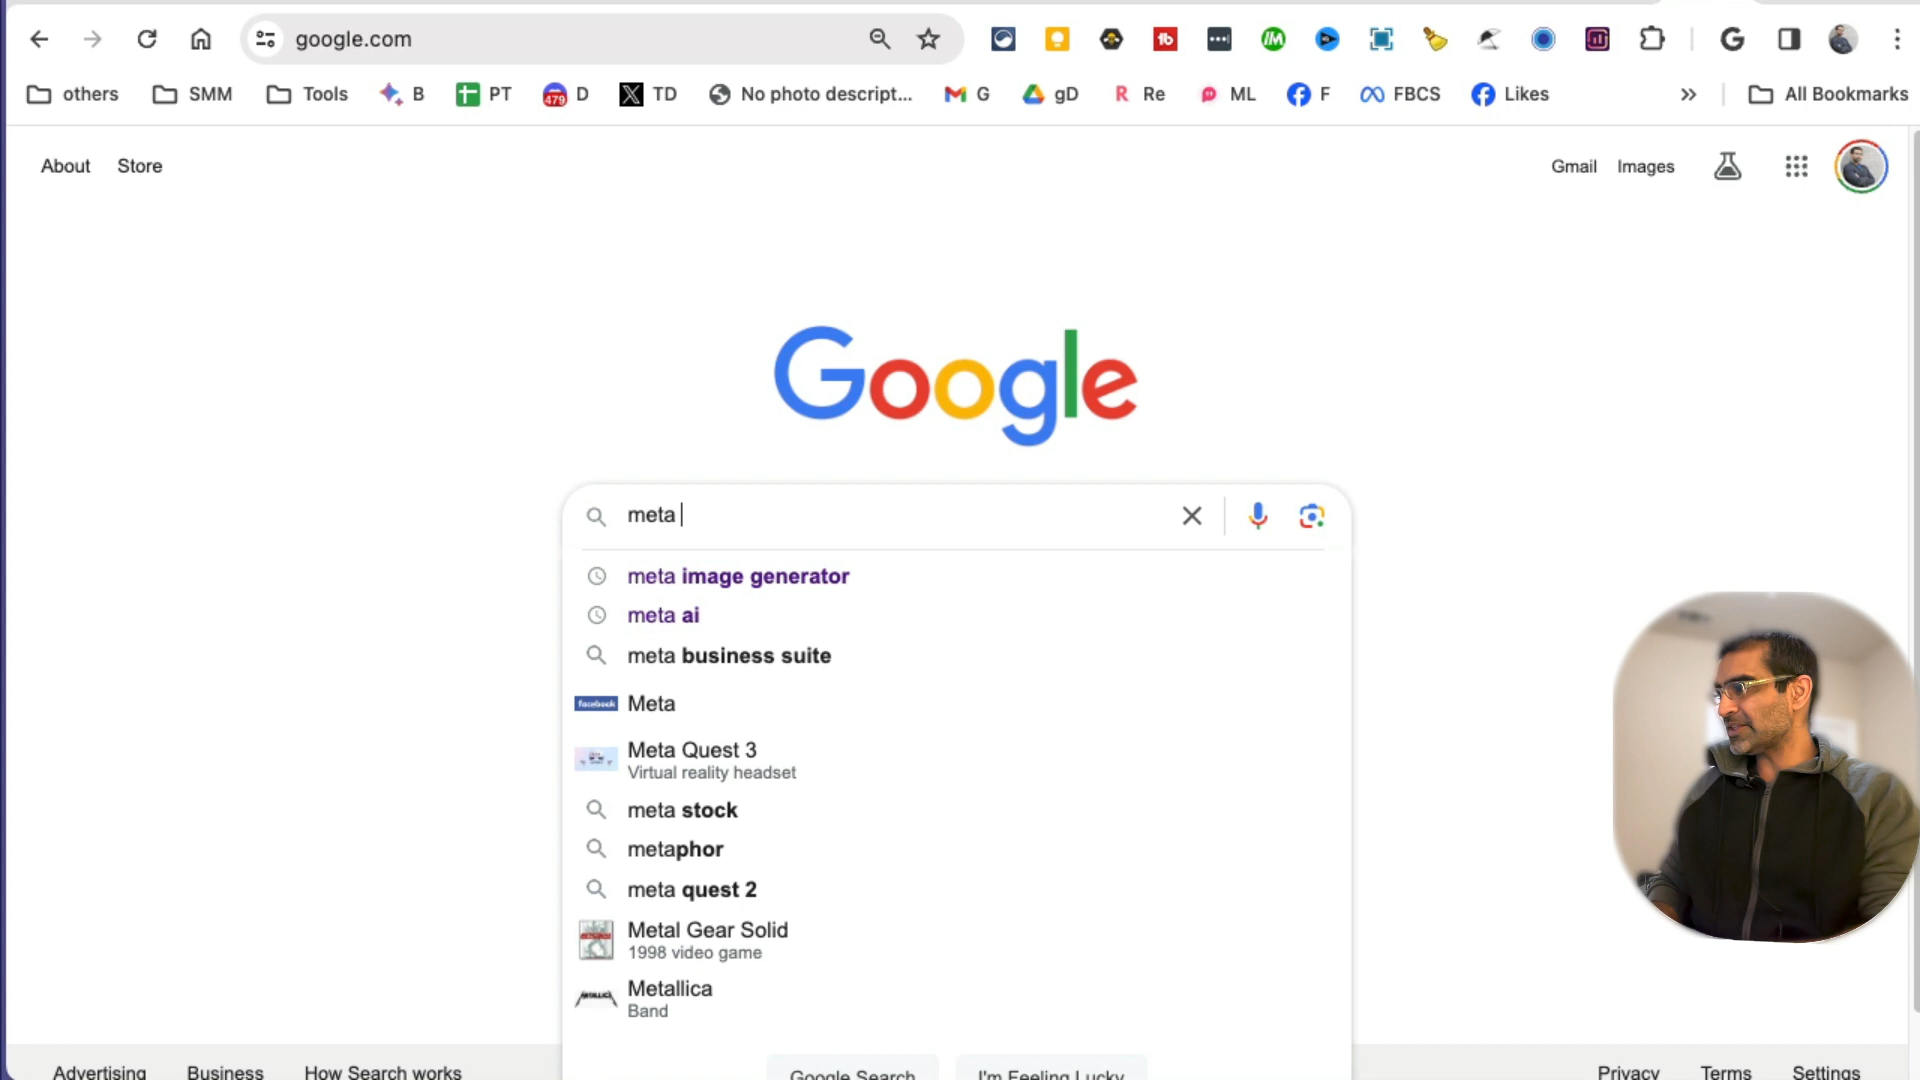 google.com
others SMM Tools B PT 479 D TD No photo descript... G gD R Re ML F FBCS Likes » All Bookmarks
About Store Gmail Images
Google
meta
meta image generator
meta ai
meta business suite
facebook Meta
Meta Quest 3
Virtual reality headset
meta stock
metaphor
meta quest 2
Metal Gear Solid
1998 video game
METALLICA Metallica
Band
Google Search I'm Feeling Lucky
Advertising Business How Search works Privacy Terms Settings